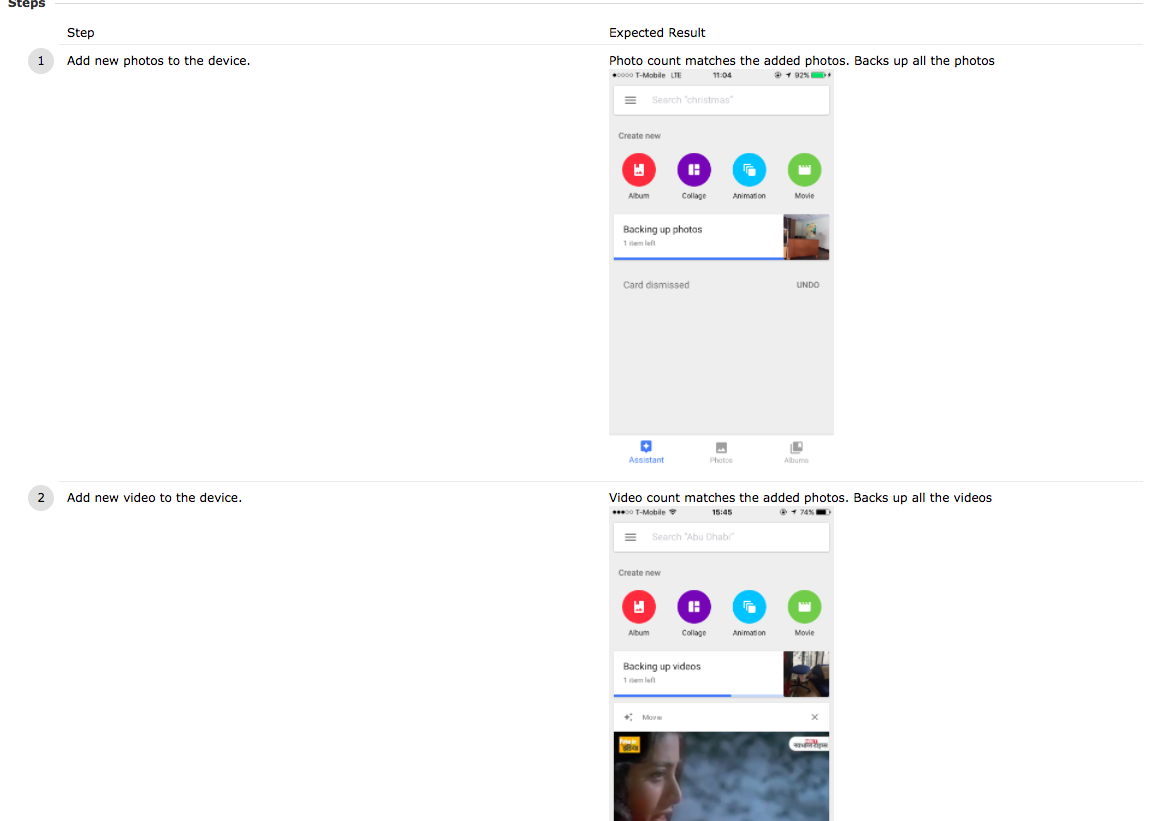 Steps
Step
Expected Result
1
Add new photos to the device.
Photo count matches the added photos. Backs up all the photos
T-Mobile LTE 11:04 92%
Search "christmas"
Create new
Album Collage Animation Movie
Backing up photos
1 item left
Card dismissed UNDO
Assistant Photos Albums
2
Add new video to the device.
Video count matches the added photos. Backs up all the videos
T-Mobile 15:45 74%
Search "Abu Dhabi"
Create new
Album Collage Animation Movie
Backing up videos
1 item left
Movie